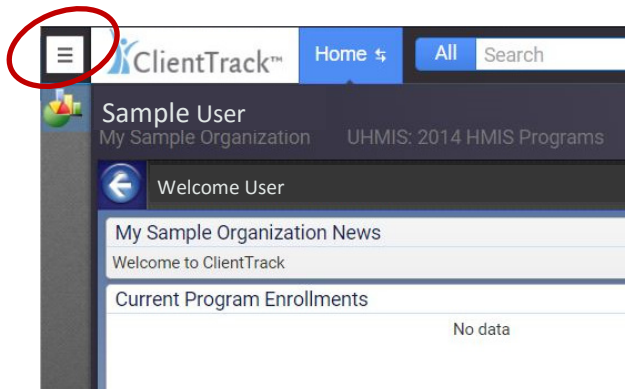 ClientTrack™ Home All Search
Sample User
My Sample Organization UHMIS: 2014 HMIS Programs
Welcome User
My Sample Organization News
Welcome to ClientTrack
Current Program Enrollments
No data